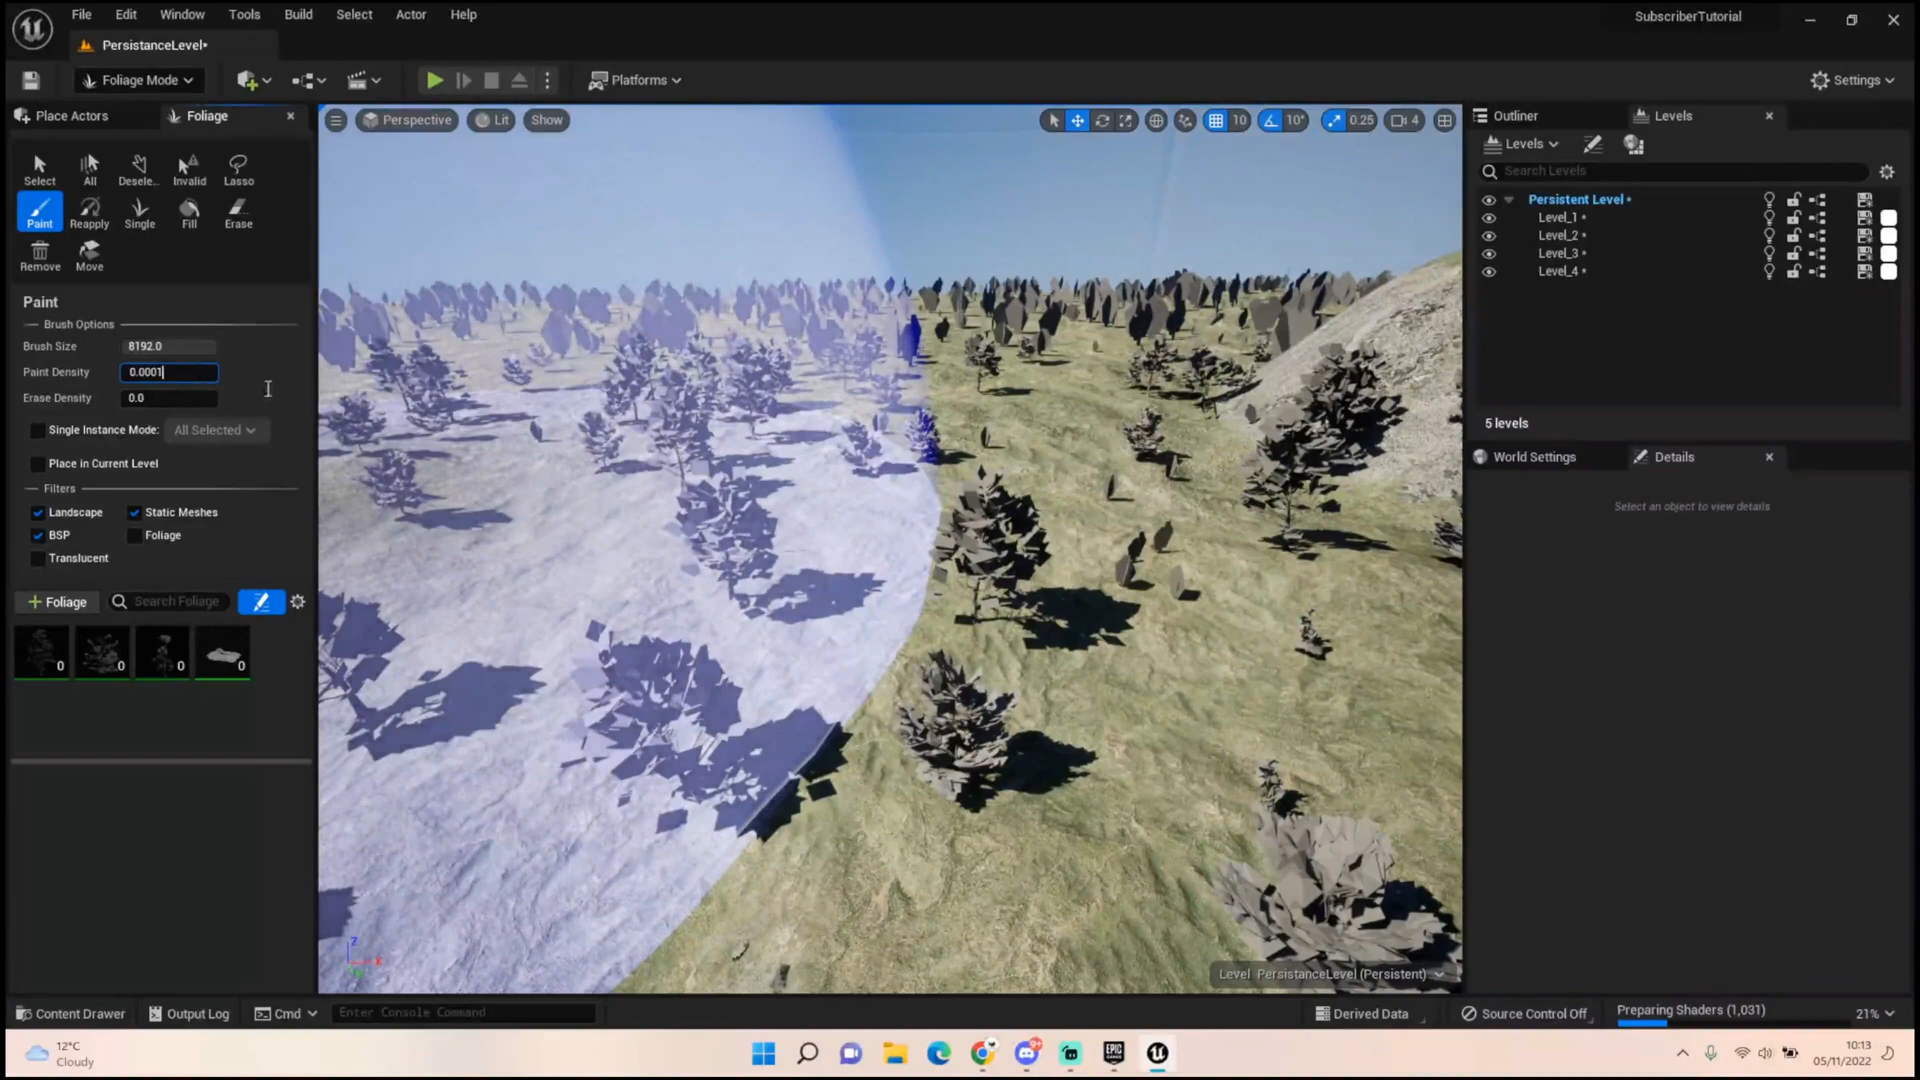 File Edit Window Tools Build Select Actor Help
SubscriberTutorial
PersistanceLevel*
Foliage Mode
Platforms
Settings
Place Actors
Foliage
Perspective
Lit
Show
10
10°
0.25
4
Outliner
Levels
Levels
Search Levels
Select
All
Desele...
Invalid
Lasso
Paint
Reapply
Single
Fill
Erase
Remove
Move
Persistent Level *
Level_1 *
Level_2 *
Level_3 *
Level_4 *
5 levels
World Settings
Details
Select an object to view details
Paint
Brush Options
Brush Size 8192.0
Paint Density 0.0001
Erase Density 0.0
Single Instance Mode: All Selected
Place in Current Level
Filters
Landscape
Static Meshes
BSP
Foliage
Translucent
+ Foliage
Search Foliage
0
0
0
0
Z
X
Level PersistanceLevel (Persistent)
Content Drawer
Output Log
Cmd
Enter Console Command
Derived Data
Source Control Off
Preparing Shaders (1,031)
21%
12°C
Cloudy
EPIC
GAMES
10:13
05/11/2022